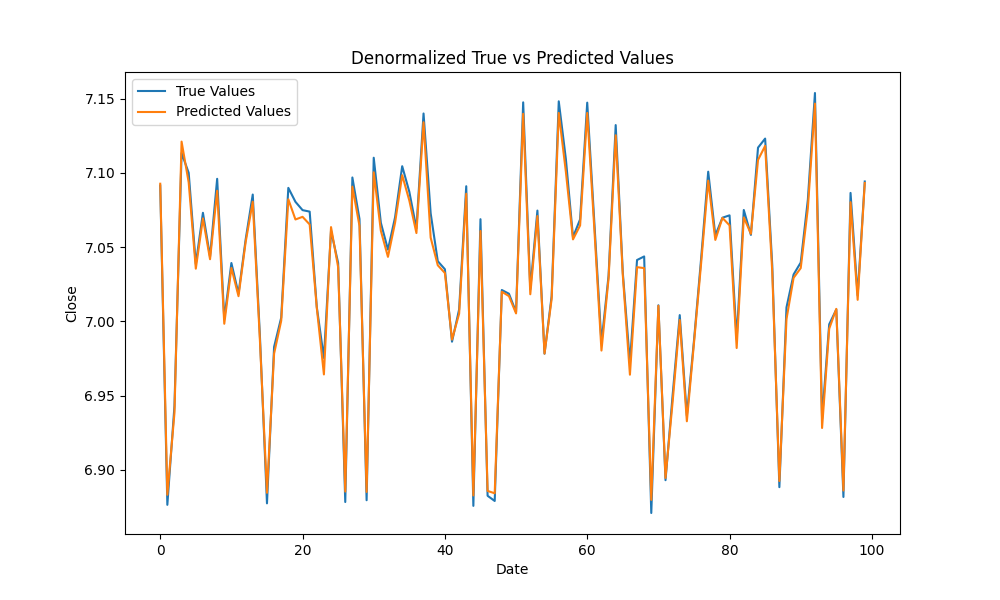 Denormalized True vs Predicted Values
True Values
Predicted Values
7.15
7.10
7.05
7.00
6.95
6.90
Close
0 20 40 60 80 100
Date